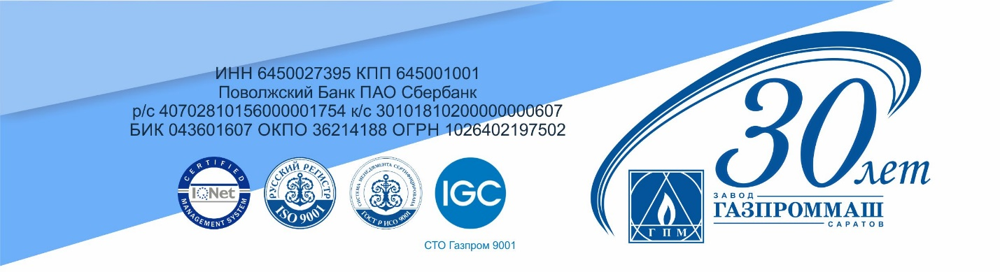 ИНН 6450027395 КПП 645001001
Поволжский Банк ПАО Сбербанк
р/с 40702810156000001754 к/с 30101810200000000607
БИК 043601607 ОКПО 36214188 ОГРН 1026402197502
CERTIFIED
IQNet
MANAGEMENT SYSTEM
РУССКИЙ РЕГИСТР
ISO 9001
СИСТЕМА МЕНЕДЖМЕНТА СЕРТИФИЦИРОВАНА
ГОСТ Р ИСО 9001
IGC
СТО Газпром 9001
30 лет
ГПМ
ЗАВОД
ГАЗПРОММАШ
САРАТОВ